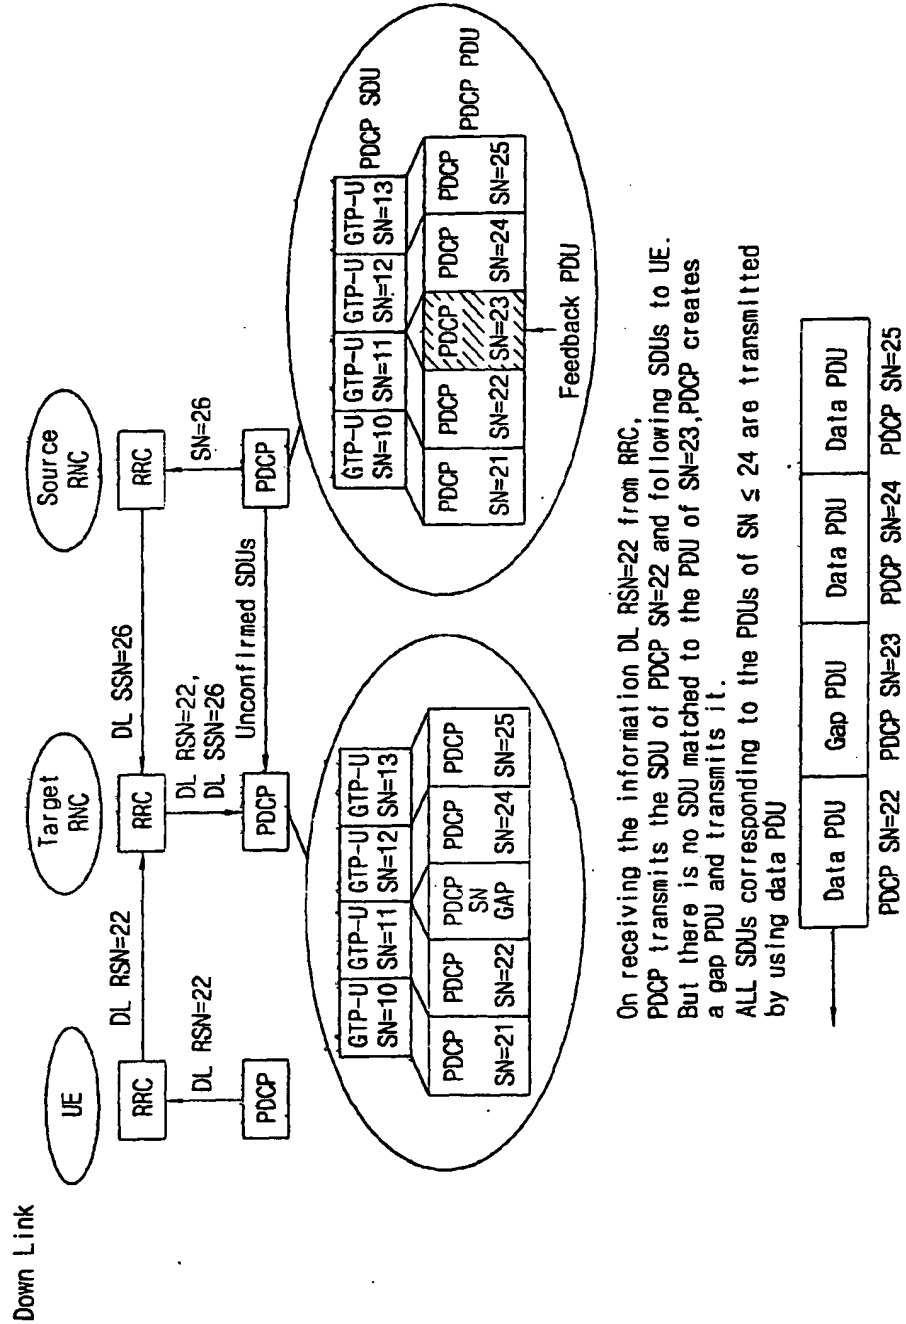 Down Link
UE
Target
RNC
Source
RNC
RRC
DL RSN=22
RRC
DL SSN=26
RRC
DL RSN=22
DL RSN=22,
DL SSN=26
SN=26
PDCP
PDCP
Unconfirmed SDUs
PDCP
GTP-U
SN=10
GTP-U
SN=11
GTP-U
SN=12
GTP-U
SN=13
PDCP
SN=21
PDCP
SN=22
PDCP
SN
GAP
PDCP
SN=24
PDCP
SN=25
GTP-U
SN=10
GTP-U
SN=11
GTP-U
SN=12
GTP-U
SN=13
PDCP SDU
PDCP
SN=21
PDCP
SN=22
PDCP
SN=23
PDCP
SN=24
PDCP
SN=25
PDCP PDU
Feedback PDU
On receiving the information DL RSN=22 from RRC,
PDCP transmits the SDU of PDCP SN=22 and following SDUs to UE.
But there is no SDU matched to the PDU of SN=23,PDCP creates
a gap PDU and transmits it.
ALL SDUs corresponding to the PDUs of SN ≤ 24 are transmitted
by using data PDU
Data PDU
Gap PDU
Data PDU
Data PDU
PDCP SN=22
PDCP SN=23
PDCP SN=24
PDCP SN=25